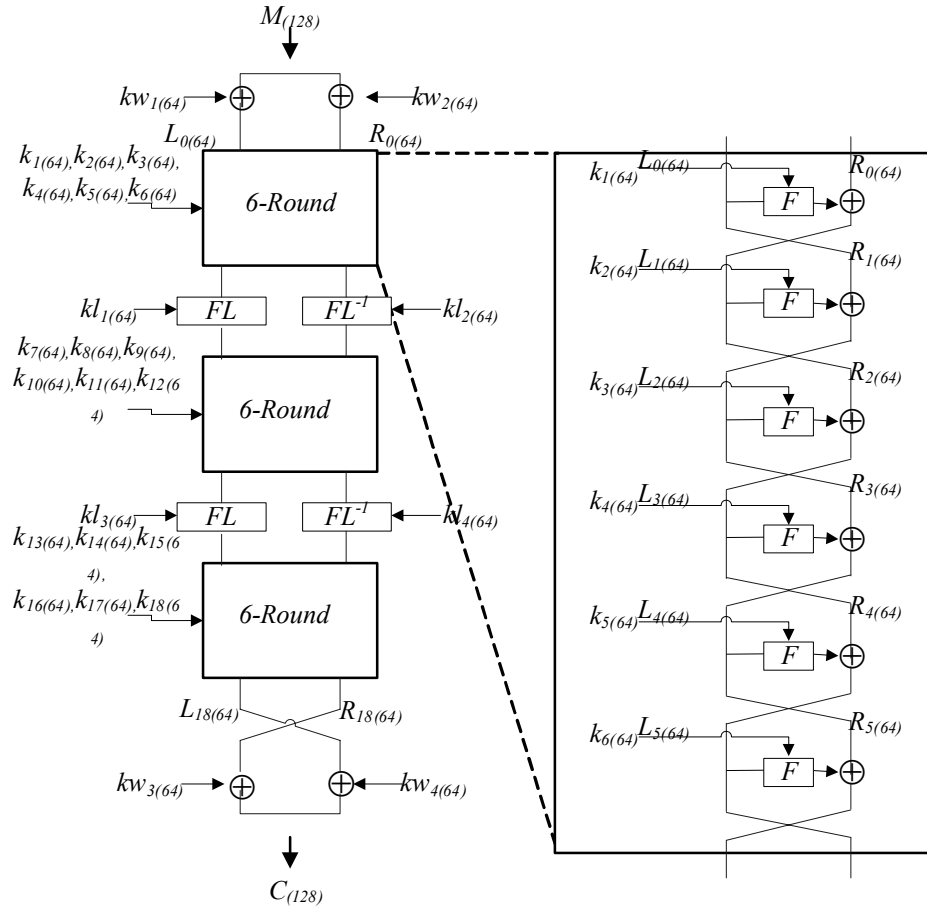 M(128)
kw1(64)
kw2(64)
L0(64)
R0(64)
k1(64),k2(64),k3(64),
k4(64),k5(64),k6(64)
6-Round
kl1(64)
FL
FL-1
kl2(64)
k7(64),k8(64),k9(64),
k10(64),k11(64),k12(6
4)
6-Round
kl3(64)
FL
FL-1
kl4(64)
k13(64),k14(64),k15(6
4),
k16(64),k17(64),k18(6
4)
6-Round
L18(64)
R18(64)
kw3(64)
kw4(64)
C(128)
k1(64)
L0(64)
R0(64)
F
k2(64)
L1(64)
R1(64)
F
k3(64)
L2(64)
R2(64)
F
k4(64)
L3(64)
R3(64)
F
k5(64)
L4(64)
R4(64)
F
k6(64)
L5(64)
R5(64)
F